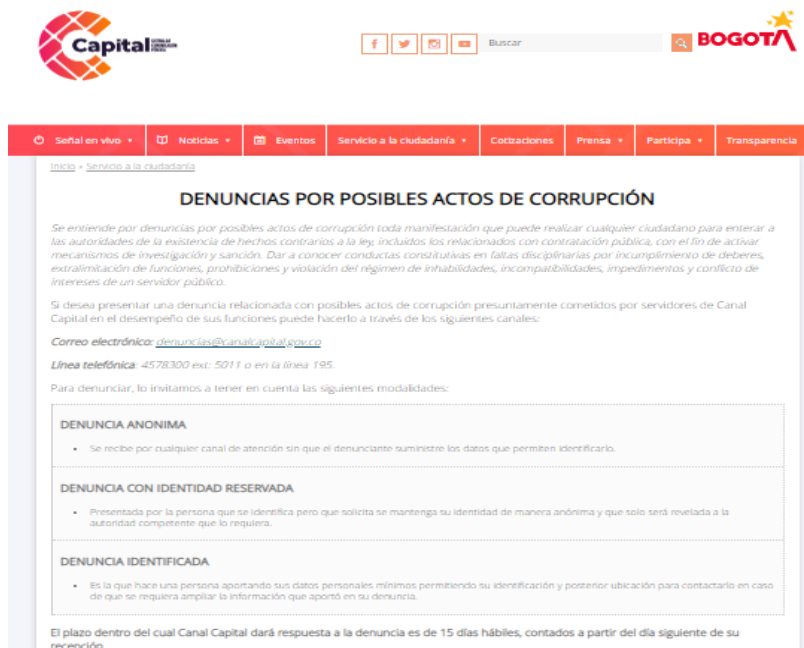 Capital
f
Buscar
BOGOTÁ
Señal en vivo
Noticias
Eventos
Servicio a la ciudadanía
Cotizaciones
Prensa
Participa
Transparencia
Inicio » Servicio a la ciudadanía
DENUNCIAS POR POSIBLES ACTOS DE CORRUPCIÓN
Se entiende por denuncias por posibles actos de corrupción toda manifestación que puede realizar cualquier ciudadano para enterar a
las autoridades de la existencia de hechos contrarios a la ley, incluidos los relacionados con contratación pública, con el fin de activar
mecanismos de investigación y sanción. Dar a conocer conductas constitutivas en faltas disciplinarias por incumplimiento de deberes,
extralimitación de funciones, prohibiciones y violación del régimen de inhabilidades, incompatibilidades, impedimentos y conflicto de
intereses de un servidor público.
Si desea presentar una denuncia relacionada con posibles actos de corrupción presuntamente cometidos por servidores de Canal
Capital en el desempeño de sus funciones puede hacerlo a través de los siguientes canales:
Correo electrónico: denuncias@canalcapital.gov.co
Línea telefónica: 4578300 ext: 5011 o en la línea 195.
Para denunciar, lo invitamos a tener en cuenta las siguientes modalidades:
DENUNCIA ANONIMA
• Se recibe por cualquier canal de atención sin que el denunciante suministre los datos que permiten identificarlo.
DENUNCIA CON IDENTIDAD RESERVADA
• Presentada por la persona que se identifica pero que solicita se mantenga su identidad de manera anónima y que solo será revelada a la
autoridad competente que lo requiera.
DENUNCIA IDENTIFICADA
• Es la que hace una persona aportando sus datos personales mínimos permitiendo su identificación y posterior ubicación para contactarlo en caso
de que se requiera ampliar la información que aportó en su denuncia.
El plazo dentro del cual Canal Capital dará respuesta a la denuncia es de 15 días hábiles, contados a partir del día siguiente de su
recepción